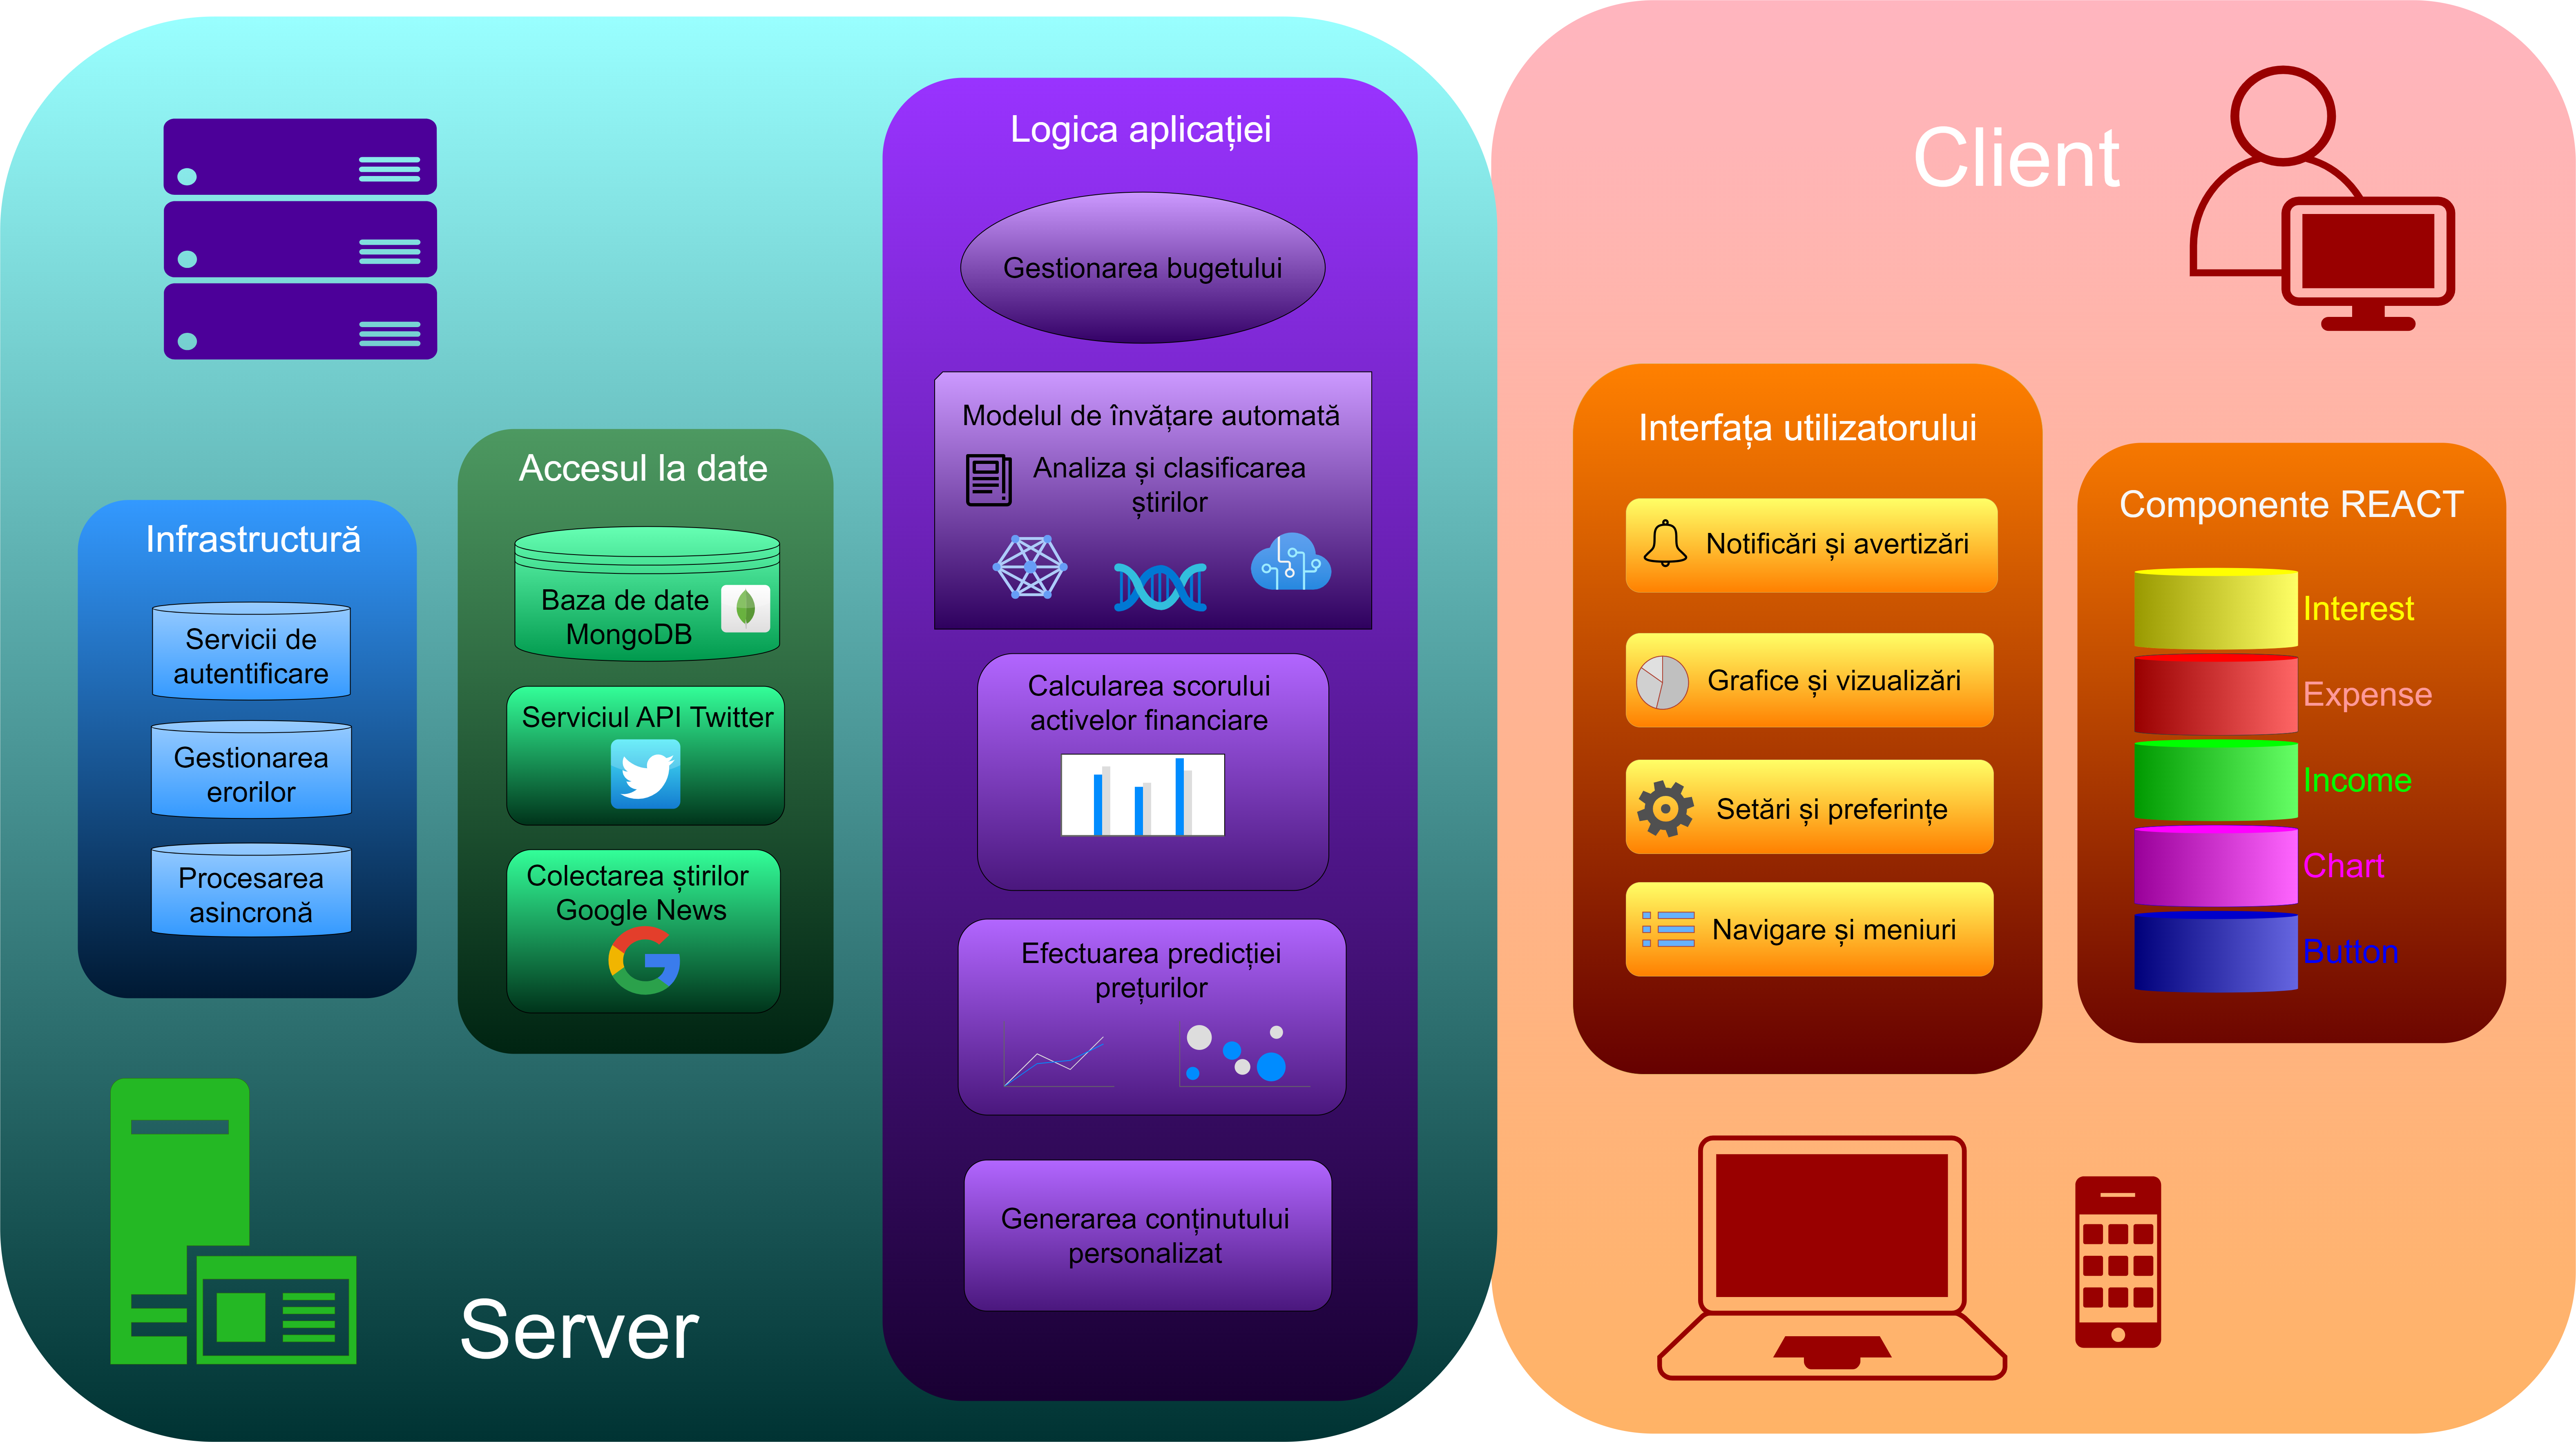 Server
Infrastructură
Servicii de
autentificare
Gestionarea
erorilor
Procesarea
asincronă
Accesul la date
Baza de date
MongoDB
Serviciul API Twitter
Colectarea știrilor
Google News
Logica aplicației
Gestionarea bugetului
Modelul de învățare automată
Analiza și clasificarea
știrilor
Calcularea scorului
activelor financiare
Efectuarea predicției
prețurilor
Generarea conținutului
personalizat
Client
Interfața utilizatorului
Notificări și avertizări
Grafice și vizualizări
Setări și preferințe
Navigare și meniuri
Componente REACT
Interest
Expense
Income
Chart
Button